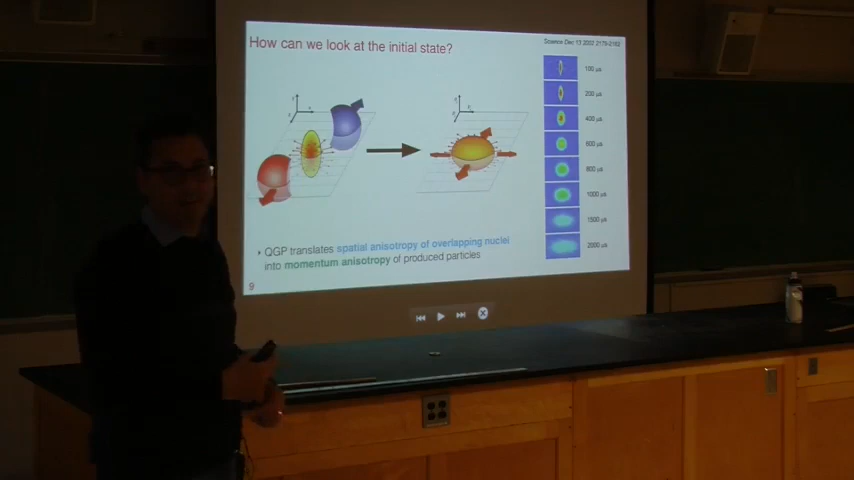 How can we look at the initial state?
Science Dec 13 2002 2179-2182
100 μs
200 μs
400 μs
600 μs
800 μs
1000 μs
1500 μs
2000 μs
QGP translates spatial anisotropy of overlapping nuclei
into momentum anisotropy of produced particles
9